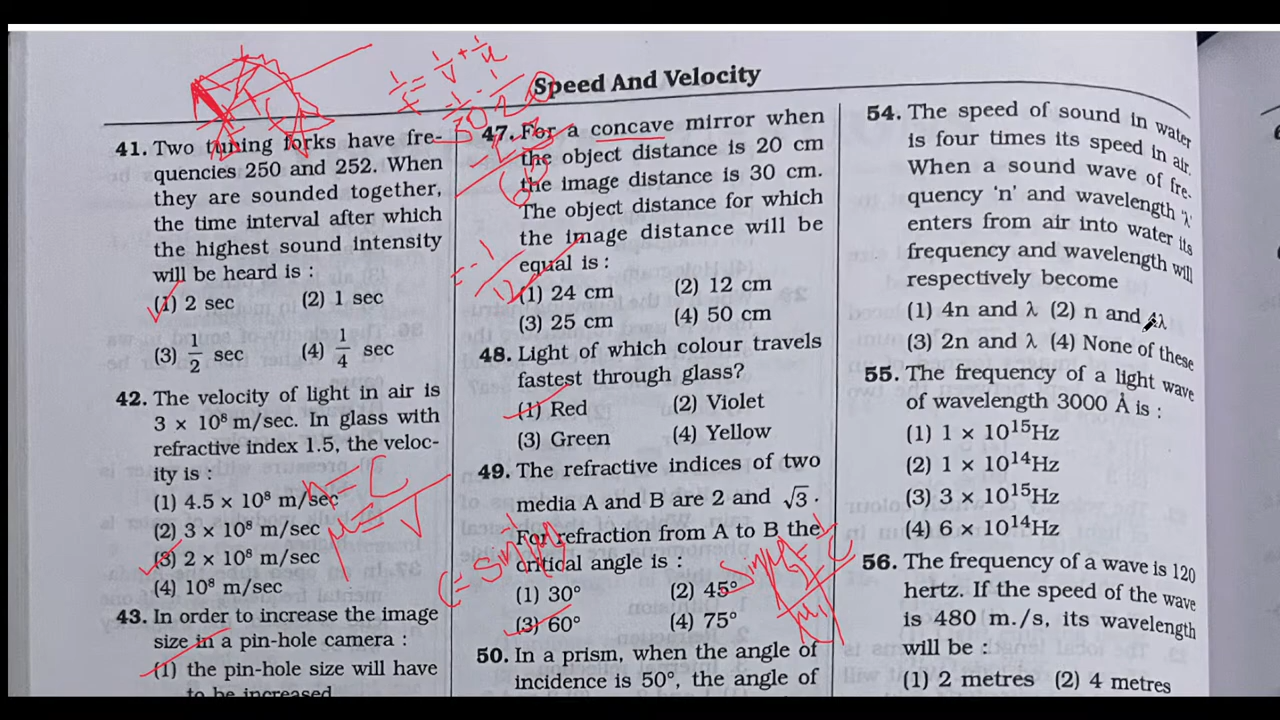 Speed And Velocity
41. Two tuning forks have fre-
quencies 250 and 252. When
they are sounded together,
the time interval after which
the highest sound intensity
will be heard is :
(1) 2 sec (2) 1 sec
(3) 1/2 sec (4) 1/4 sec
42. The velocity of light in air is
3 × 10⁸ m/sec. In glass with
refractive index 1.5, the veloc-
ity is :
(1) 4.5 × 10⁸ m/sec
(2) 3 × 10⁸ m/sec
(3) 2 × 10⁸ m/sec
(4) 10⁸ m/sec
43. In order to increase the image
size in a pin-hole camera :
(1) the pin-hole size will have
to be increased
1/f = 1/v + 1/u
47. For a concave mirror when
the object distance is 20 cm
the image distance is 30 cm.
The object distance for which
the image distance will be
equal is :
(1) 24 cm (2) 12 cm
(3) 25 cm (4) 50 cm
48. Light of which colour travels
fastest through glass?
(1) Red (2) Violet
(3) Green (4) Yellow
49. The refractive indices of two
media A and B are 2 and √3 .
For refraction from A to B the
critical angle is :
(1) 30° (2) 45°
(3) 60° (4) 75°
50. In a prism, when the angle of
incidence is 50°, the angle of
54. The speed of sound in water
is four times its speed in air.
When a sound wave of fre-
quency 'n' and wavelength 'λ'
enters from air into water its
frequency and wavelength will
respectively become
(1) 4n and λ (2) n and 4λ
(3) 2n and λ (4) None of these
55. The frequency of a light wave
of wavelength 3000 Å is :
(1) 1 × 10¹⁵Hz
(2) 1 × 10¹⁴Hz
(3) 3 × 10¹⁵Hz
(4) 6 × 10¹⁴Hz
56. The frequency of a wave is 120
hertz. If the speed of the wave
is 480 m./s, its wavelength
will be :
(1) 2 metres (2) 4 metres